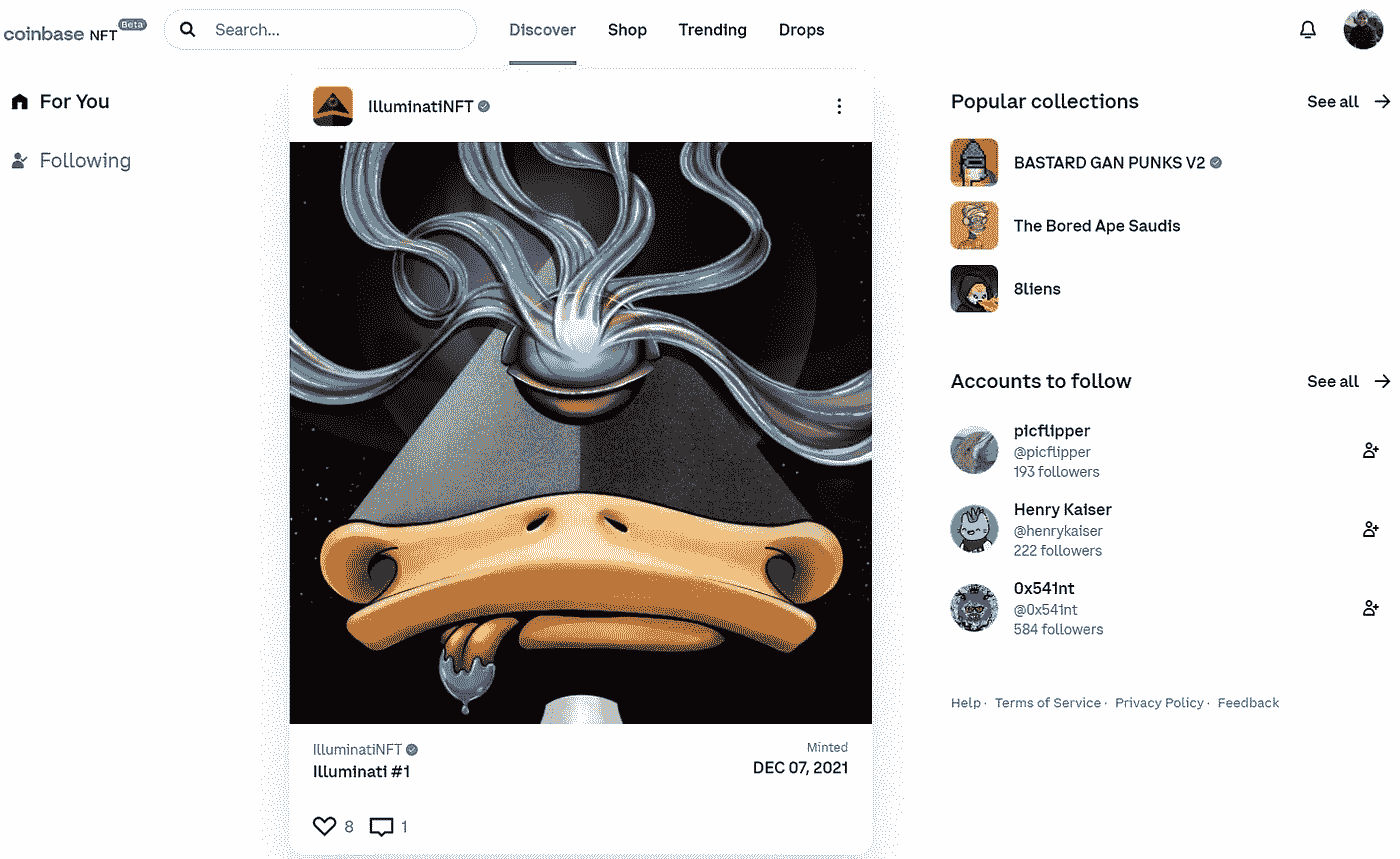 coinbase NFT Beta
Search...
Discover
Shop
Trending
Drops
For You
Following
IlluminatiNFT
IlluminatiNFT
Illuminati #1
Minted
DEC 07, 2021
8
1
Popular collections
See all
BASTARD GAN PUNKS V2
The Bored Ape Saudis
8liens
Accounts to follow
See all
picflipper
@picflipper
193 followers
Henry Kaiser
@henrykaiser
222 followers
0x541nt
@0x541nt
584 followers
Help · Terms of Service · Privacy Policy · Feedback